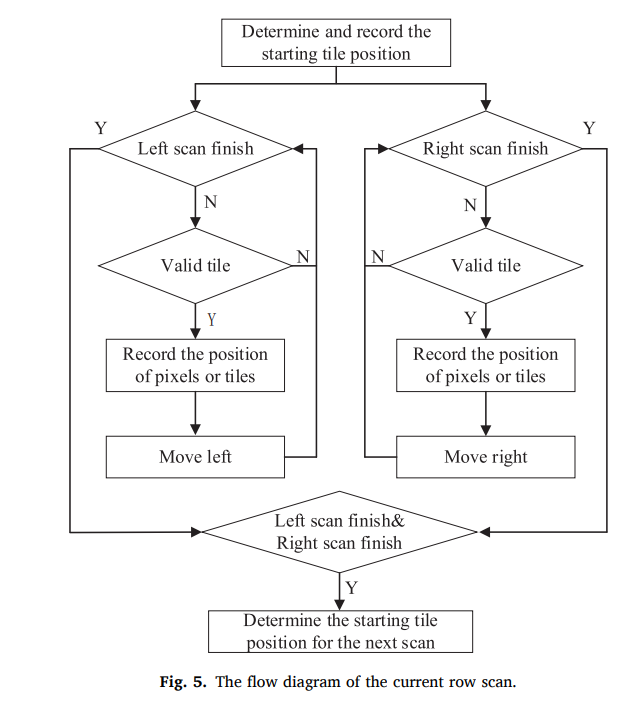 Determine and record the
starting tile position
Y
Y
Left scan finish
Right scan finish
N
N
Valid tile
N
N
Valid tile
Y
Y
Record the position
of pixels or tiles
Record the position
of pixels or tiles
Move left
Move right
Left scan finish&
Right scan finish
Y
Determine the starting tile
position for the next scan
Fig. 5. The flow diagram of the current row scan.